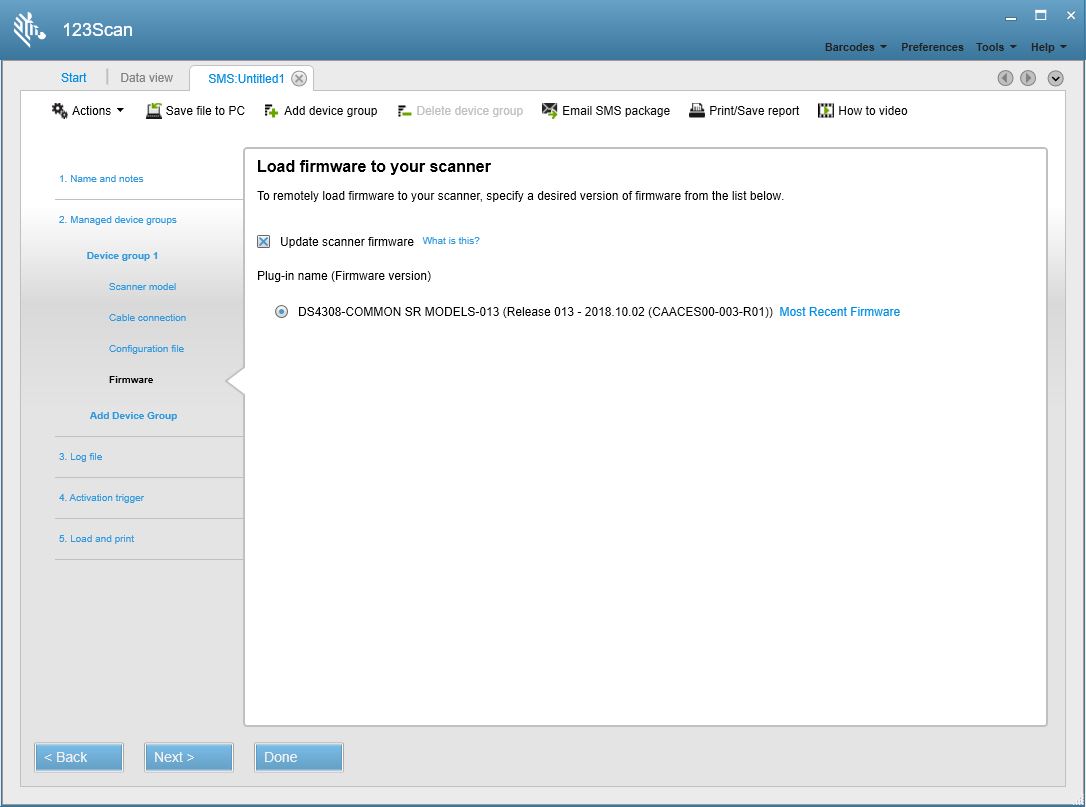 123Scan
Barcodes Preferences Tools Help
Start Data view SMS:Untitled1
Actions Save file to PC Add device group Delete device group Email SMS package Print/Save report How to video
1. Name and notes
2. Managed device groups
Device group 1
Scanner model
Cable connection
Configuration file
Firmware
Add Device Group
3. Log file
4. Activation trigger
5. Load and print
Load firmware to your scanner
To remotely load firmware to your scanner, specify a desired version of firmware from the list below.
Update scanner firmware What is this?
Plug-in name (Firmware version)
DS4308-COMMON SR MODELS-013 (Release 013 - 2018.10.02 (CAACES00-003-R01)) Most Recent Firmware
< Back Next > Done